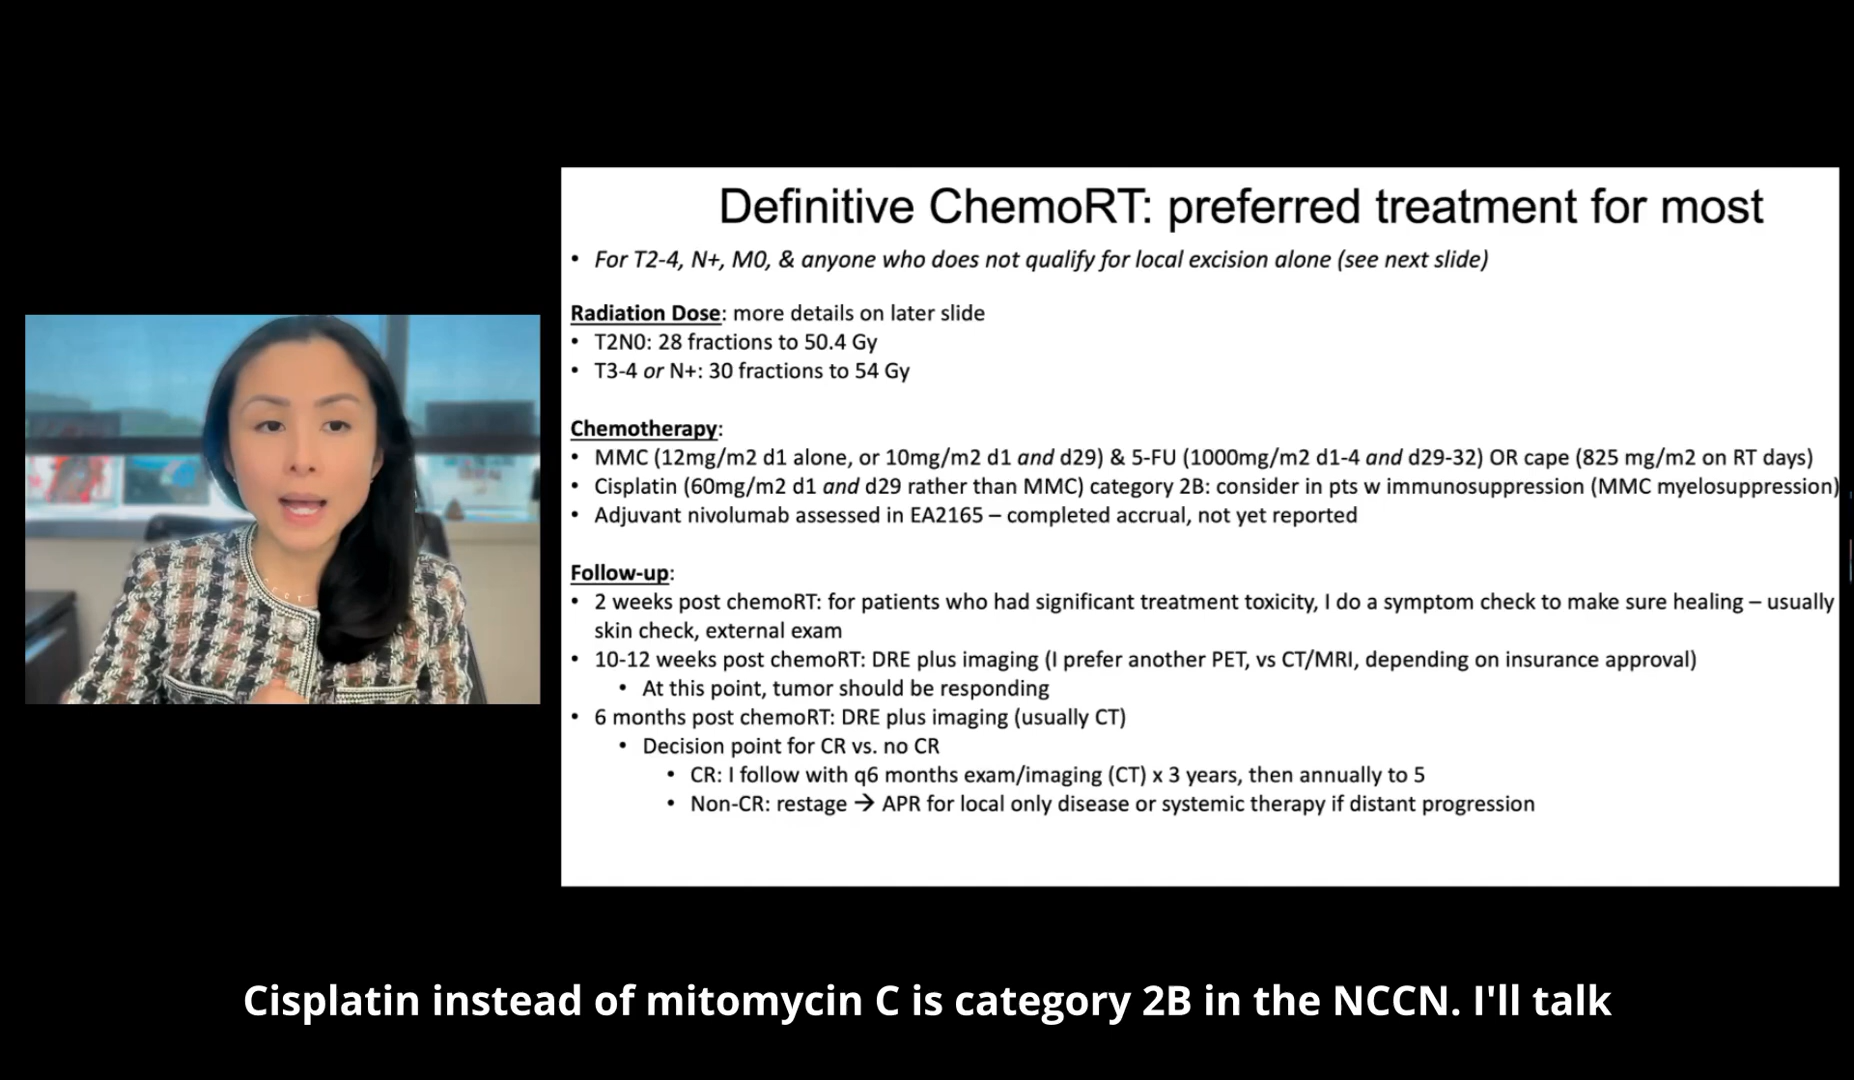 Definitive ChemoRT: preferred treatment for most
• For T2-4, N+, M0, & anyone who does not qualify for local excision alone (see next slide)
Radiation Dose: more details on later slide
• T2N0: 28 fractions to 50.4 Gy
• T3-4 or N+: 30 fractions to 54 Gy
Chemotherapy:
• MMC (12mg/m2 d1 alone, or 10mg/m2 d1 and d29) & 5-FU (1000mg/m2 d1-4 and d29-32) OR cape (825 mg/m2 on RT days)
• Cisplatin (60mg/m2 d1 and d29 rather than MMC) category 2B: consider in pts w immunosuppression (MMC myelosuppression)
• Adjuvant nivolumab assessed in EA2165 – completed accrual, not yet reported
Follow-up:
• 2 weeks post chemoRT: for patients who had significant treatment toxicity, I do a symptom check to make sure healing – usually
skin check, external exam
• 10-12 weeks post chemoRT: DRE plus imaging (I prefer another PET, vs CT/MRI, depending on insurance approval)
• At this point, tumor should be responding
• 6 months post chemoRT: DRE plus imaging (usually CT)
• Decision point for CR vs. no CR
• CR: I follow with q6 months exam/imaging (CT) x 3 years, then annually to 5
• Non-CR: restage → APR for local only disease or systemic therapy if distant progression
Cisplatin instead of mitomycin C is category 2B in the NCCN. I'll talk